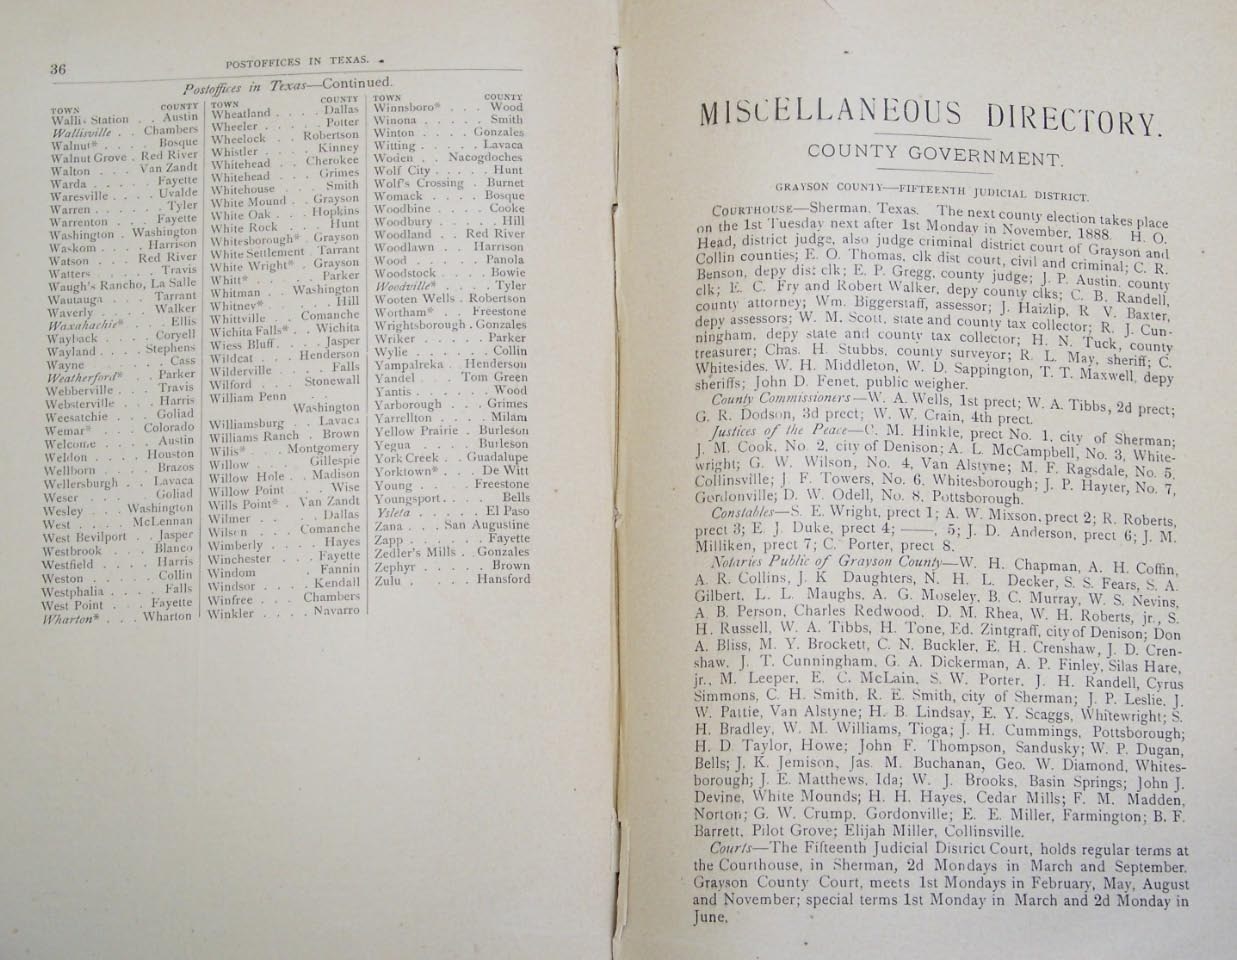 36
POSTOFFICES IN TEXAS.
Postoffices in Texas—Continued.
TOWN COUNTY
Wallis Station . . Austin
Wallisville . . Chambers
Walnut* . . . . Bosque
Walnut Grove . Red River
Walton . . . . Van Zandt
Warda . . . . . Fayette
Waresville . . . Uvalde
Warren . . . . . . Tyler
Warrenton . . . Fayette
Washington . Washington
Waskom . . . Harrison
Watson . . . Red River
Watters . . . . Travis
Waugh's Rancho, La Salle
Wautauga . . . Tarrant
Waverly . . . . Walker
Waxahachie* . . . Ellis
Wayback . . . Coryell
Wayland . . . Stephens
Wayne . . . . . Cass
Weatherford* . . Parker
Webberville . . . Travis
Websterville . . . Harris
Weesatchie . . . Goliad
Wemar* . . . Colorado
Welcome . . . . Austin
Weldon . . . . Houston
Wellborn . . . . Brazos
Wellersburgh . . Lavaca
Weser . . . . . Goliad
Wesley . . . Washington
West . . . . McLennan
West Bevilport . Jasper
Westbrook . . . Blanco
Westfield . . . . Harris
Weston . . . . . Collin
Westphalia . . . . Falls
West Point . . . Fayette
Wharton* . . . Wharton
TOWN COUNTY
Wheatland . . . . Dallas
Wheeler . . . . . Potter
Wheelock . . . Robertson
Whistler . . . . Kinney
Whitehead . . Cherokee
Whitehead . . . Grimes
Whitehouse . . . Smith
White Mound . . Grayson
White Oak . . . Hopkins
White Rock . . . Hunt
Whitesborough* . Grayson
White Settlement . Tarrant
White Wright* . Grayson
Whitt* . . . . . Parker
Whitman . . Washington
Whitney* . . . . . Hill
Whittville . . Comanche
Wichita Falls* . . Wichita
Wiess Bluff . . . Jasper
Wildcat . . . Henderson
Wilderville . . . Falls
Wilford . . . Stonewall
William Penn
Washington
Williamsburg . . Lavaca
Williams Ranch . Brown
Wilis* . . . Montgomery
Willow . . . . Gillespie
Willow Hole . . Madison
Willow Point . . . Wise
Wills Point* . Van Zandt
Wilmer . . . . . Dallas
Wilson . . . Comanche
Wimberly . . . . Hayes
Winchester . . . Fayette
Windom . . . . Fannin
Windsor . . . . Kendall
Winfree . . . Chambers
Winkler . . . . Navarro
TOWN COUNTY
Winnsboro* . . . Wood
Winona . . . . . Smith
Winton . . . . Gonzales
Witting . . . . . Lavaca
Woden . . Nacogdoches
Wolf City . . . . . Hunt
Wolf's Crossing . Burnet
Womack . . . . Bosque
Woodbine . . . . Cooke
Woodbury . . . . . Hill
Woodland . . Red River
Woodlawn . . Harrison
Wood . . . . . Panola
Woodstock . . . . Bowie
Woodville* . . . . Tyler
Wooten Wells . Robertson
Wortham* . . Freestone
Wrightsborough . Gonzales
Wriker . . . . . Parker
Wylie . . . . . . Collin
Yampalreka . Henderson
Yandel . . . Tom Green
Yantis . . . . . . Wood
Yarborough . . . Grimes
Yarrellton . . . . Milam
Yellow Prairie . Burleson
Yegua . . . . Burleson
York Creek . . Guadalupe
Yorktown* . . . De Witt
Young . . . . Freestone
Youngsport . . . . Bells
Ysleta . . . . . El Paso
Zana . . . San Augustine
Zapp . . . . . . Fayette
Zedler's Mills . . Gonzales
Zephyr . . . . . Brown
Zulu . . . . . Hansford
MISCELLANEOUS DIRECTORY.
COUNTY GOVERNMENT.
GRAYSON COUNTY—FIFTEENTH JUDICIAL DISTRICT.
COURTHOUSE—Sherman, Texas. The next county election takes place
on the 1st Tuesday next after 1st Monday in November, 1888. H. O.
Head, district judge, also judge criminal district court of Grayson and
Collin counties; E. O. Thomas, clk dist court, civil and criminal; C. R.
Benson, depy dist clk; E. P. Gregg, county judge; J. P. Austin, county
clk; E. C. Fry and Robert Walker, depy county clks; C. B. Randell,
county attorney; Wm. Biggerstaff, assessor; J. Haizlip, R V. Baxter,
depy assessors; W. M. Scott, state and county tax collector; R. J. Cun-
ningham, depy state and county tax collector; H. N. Tuck, county
treasurer; Chas. H. Stubbs, county surveyor; R. L. May, sheriff; C.
Whitesides, W. H. Middleton, W. D. Sappington, T. T. Maxwell, depy
sheriffs; John D. Fenet, public weigher.
County Commissioners—W. A. Wells, 1st prect; W. A. Tibbs, 2d prect;
G. R. Dodson, 3d prect; W. W. Crain, 4th prect.
Justices of the Peace—C. M. Hinkle, prect No. 1, city of Sherman;
J. M. Cook, No. 2, city of Denison; A. L. McCampbell, No. 3, White-
wright; G. W. Wilson, No. 4, Van Alstyne; M. F. Ragsdale, No. 5,
Collinsville; J. F. Towers, No. 6, Whitesborough; J. P. Hayter, No. 7,
Gordonville; D. W. Odell, No. 8, Pottsborough.
Constables—S. E. Wright, prect 1; A. W. Mixson, prect 2; R. Roberts,
prect 3; E. J. Duke, prect 4; ——, 5; J. D. Anderson, prect 6; J. M.
Milliken, prect 7; C. Porter, prect 8.
Notaries Public of Grayson County—W. H. Chapman, A. H. Coffin,
A. R. Collins, J. K Daughters, N. H. L. Decker, S. S. Fears, S. A.
Gilbert, L. L. Maughs, A. G. Moseley, B. C. Murray, W. S. Nevins,
A B. Person, Charles Redwood, D. M. Rhea, W. H. Roberts, jr., S.
H. Russell, W. A. Tibbs, H. Tone, Ed. Zintgraff, city of Denison; Don
A. Bliss, M. Y. Brockett, C. N. Buckler, E. H. Crenshaw, J. D. Cren-
shaw, J. T. Cunningham, G. A. Dickerman, A. P. Finley, Silas Hare,
jr., M. Leeper, E. C. McLain, S. W. Porter, J. H. Randell, Cyrus
Simmons, C. H. Smith, R. E. Smith, city of Sherman; J. P. Leslie, J.
W. Pattie, Van Alstyne; H. B. Lindsay, E. Y. Scaggs, Whitewright; S.
H. Bradley, W. M. Williams, Tioga; J. H. Cummings, Pottsborough;
H. D Taylor, Howe; John F. Thompson, Sandusky; W. P. Dugan,
Bells; J. K. Jemison, Jas. M. Buchanan, Geo. W. Diamond, Whites-
borough; J. E. Matthews, Ida; W. J. Brooks, Basin Springs; John J.
Devine, White Mounds; H. H. Hayes, Cedar Mills; F. M. Madden,
Norton; G. W. Crump, Gordonville; E. E. Miller, Farmington; B. F.
Barrett, Pilot Grove; Elijah Miller, Collinsville.
Courts—The Fifteenth Judicial District Court, holds regular terms at
the Courthouse, in Sherman, 2d Mondays in March and September.
Grayson County Court, meets 1st Mondays in February, May, August
and November; special terms 1st Monday in March and 2d Monday in
June.